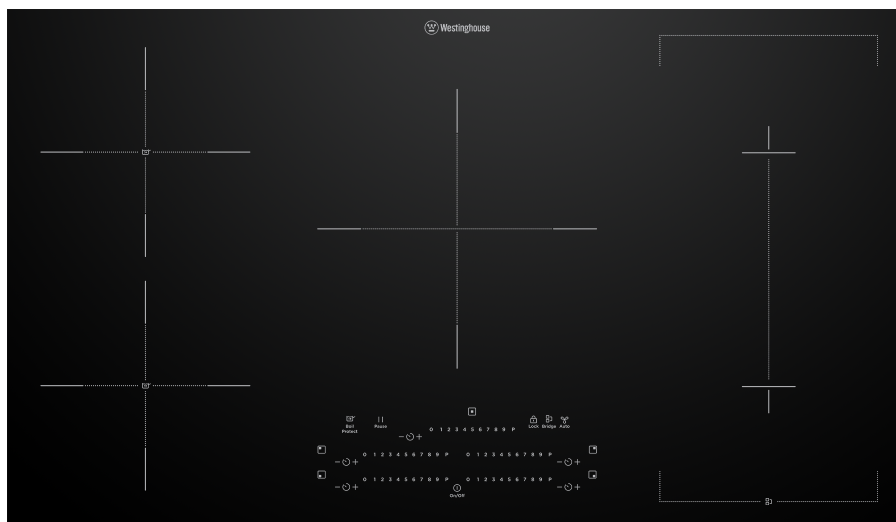 Westinghouse
Boil Protect
Pause
0 1 2 3 4 5 6 7 8 9 P
Lock Bridge Auto
− +
− + 0 1 2 3 4 5 6 7 8 9 P 0 1 2 3 4 5 6 7 8 9 P − +
− + 0 1 2 3 4 5 6 7 8 9 P 0 1 2 3 4 5 6 7 8 9 P − +
On/Off